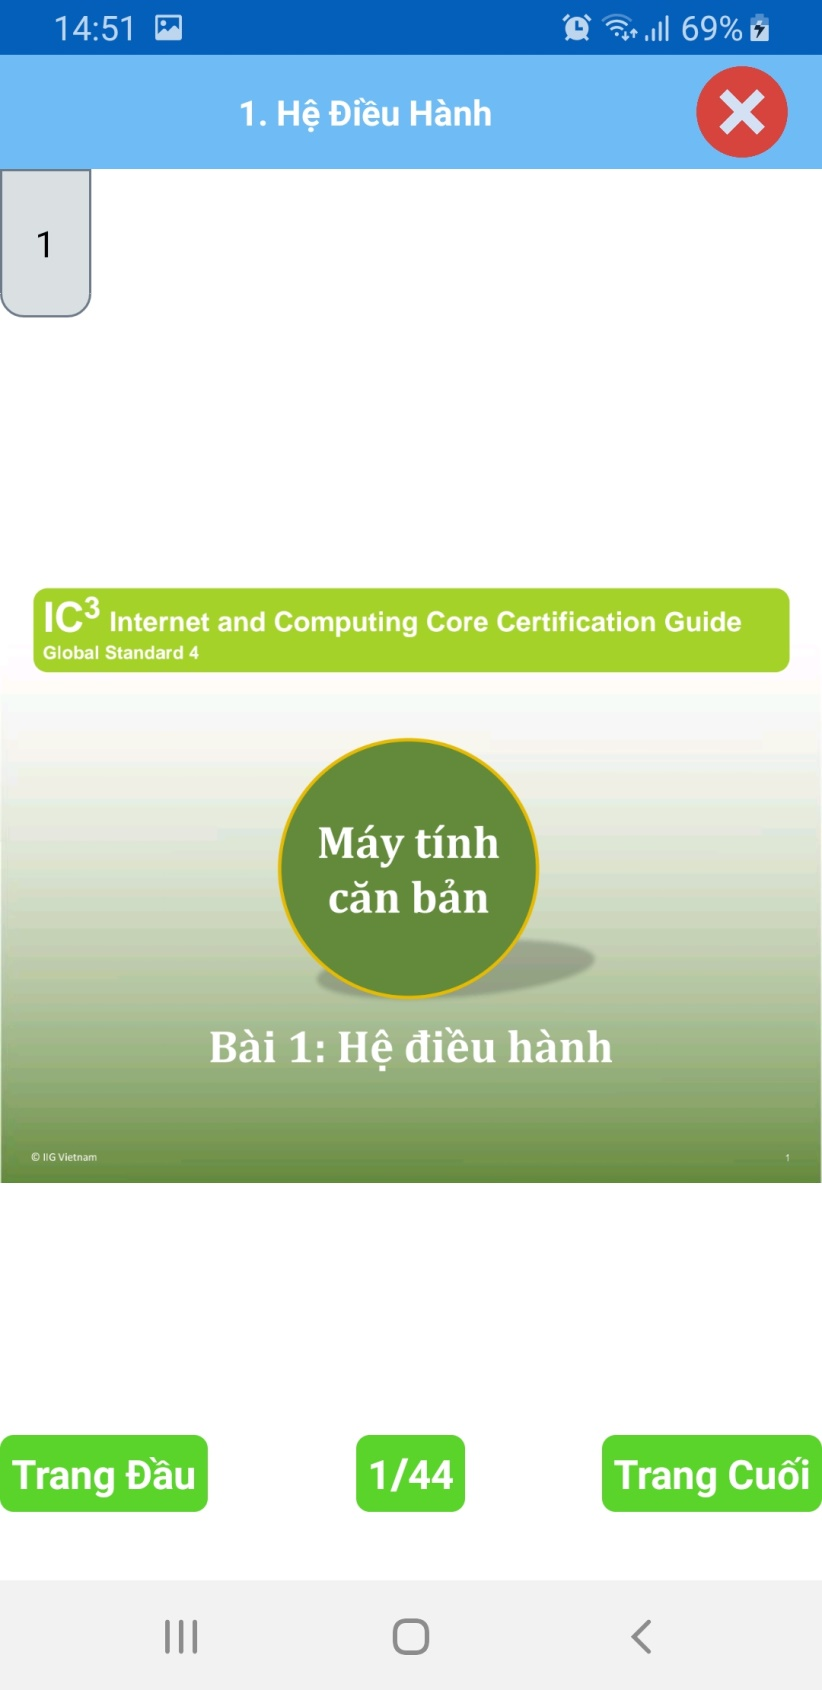 14:51
69%
1. Hệ Điều Hành
1
IC³ Internet and Computing Core Certification Guide
Global Standard 4
Máy tính
căn bản
Bài 1: Hệ điều hành
© IIG Vietnam
1
Trang Đầu
1/44
Trang Cuối